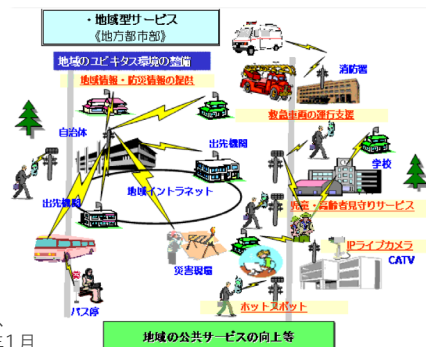 ・地域型サービス
《地方都市部》
地域のユビキタス環境の整備
地域情報・防災情報の提供
消防署
救急車両の運行支援
自治体
出先機関
学校
地域イントラネット
出先機関
児童・高齢者見守りサービス
IPライブカメラ
CATV
災害現場
バス停
ホットスポット
地域の公共サービスの向上等
1日